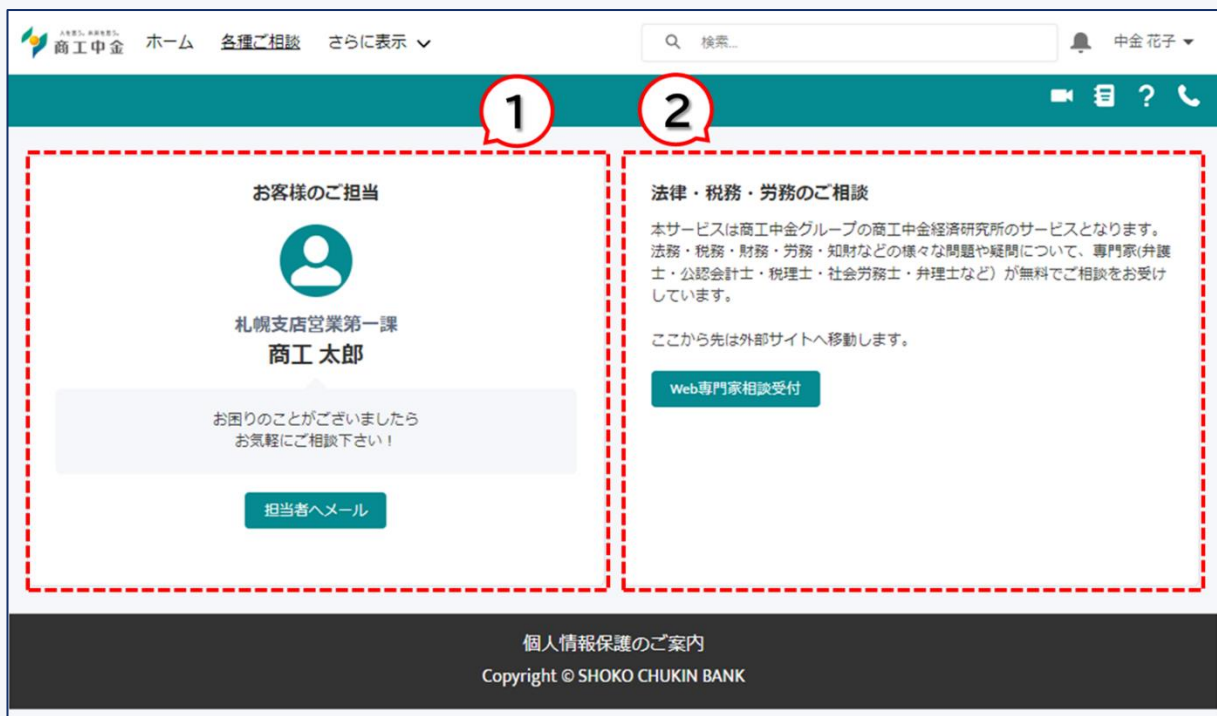 人を思う。未来を思う。
商工中金 ホーム 各種ご相談 さらに表示 検索... 中金 花子
?
1 2
お客様のご担当
札幌支店営業第一課
商工 太郎
お困りのことがございましたら
お気軽にご相談下さい！
担当者へメール
法律・税務・労務のご相談
本サービスは商工中金グループの商工中金経済研究所のサービスとなります。
法務・税務・財務・労務・知財などの様々な問題や疑問について、専門家(弁護
士・公認会計士・税理士・社会労務士・弁理士など）が無料でご相談をお受け
しています。
ここから先は外部サイトへ移動します。
Web専門家相談受付
個人情報保護のご案内
Copyright © SHOKO CHUKIN BANK